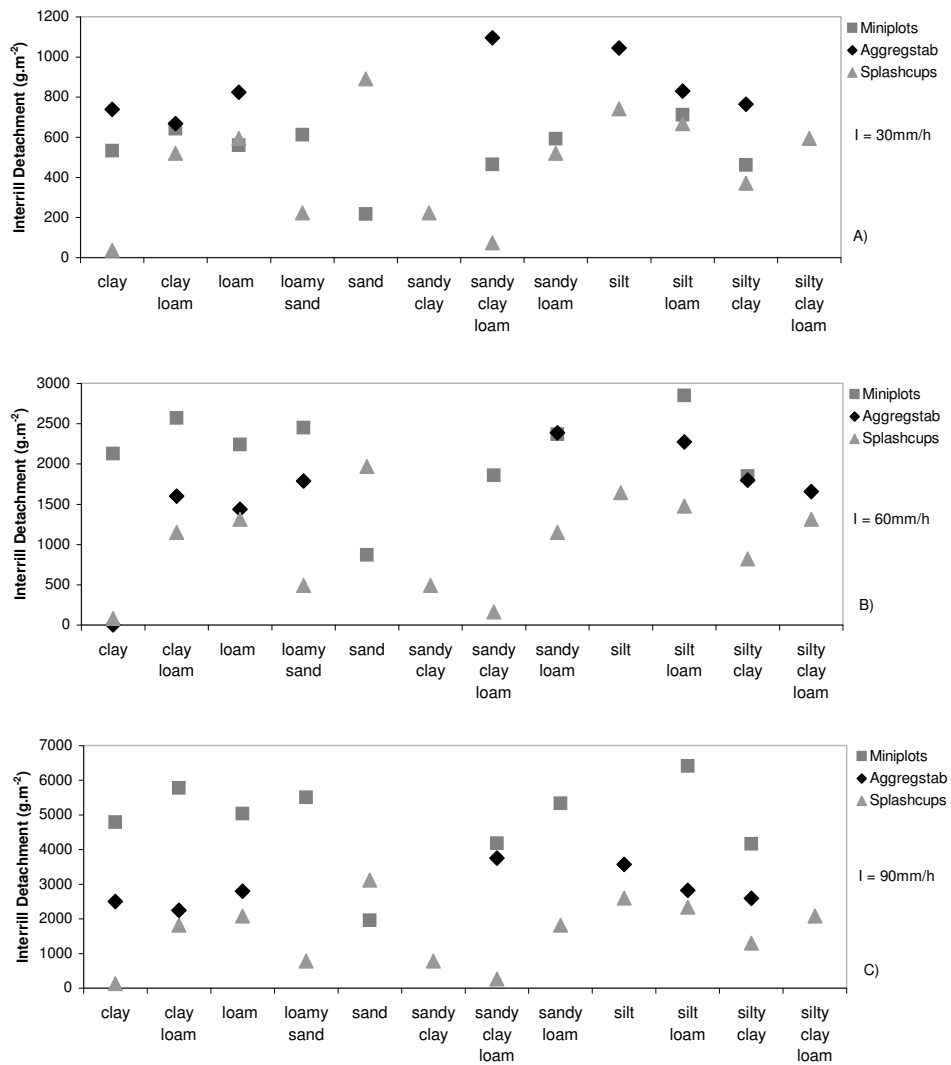 1200
1000
800
600
400
200
0
Interrill Detachment (g.m⁻²)
Miniplots
Aggregstab
Splashcups
I = 30mm/h
A)
clay clay loam loamy sand sandy sandy sandy silt silt silty silty
loam sand clay clay loam loam clay clay
loam loam
3000
2500
2000
1500
1000
500
0
Interrill Detachment (g.m⁻²)
Miniplots
Aggregstab
Splashcups
I = 60mm/h
B)
clay clay loam loamy sand sandy sandy sandy silt silt silty silty
loam sand clay clay loam loam clay clay
loam loam
7000
6000
5000
4000
3000
2000
1000
0
Interrill Detachment (g.m⁻²)
Miniplots
Aggregstab
Splashcups
I = 90mm/h
C)
clay clay loam loamy sand sandy sandy sandy silt silt silty silty
loam sand clay clay loam loam clay clay
loam loam